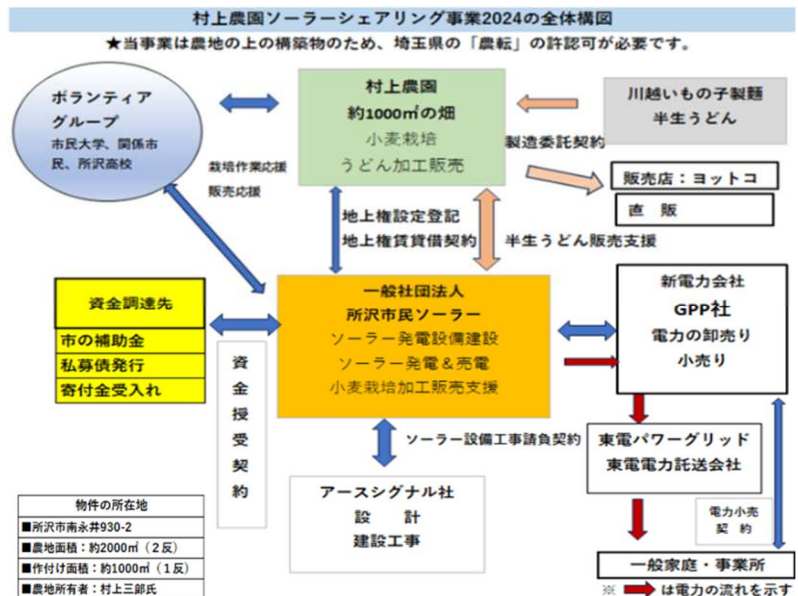 村上農園ソーラーシェアリング事業2024の全体構図
★当事業は農地の上の構築物のため、埼玉県の「農転」の許認可が必要です。
ボランティア
グループ
市民大学、関係市
民、所沢高校
村上農園
約1000㎡の畑
小麦栽培
うどん加工販売
川越いもの子製麵
半生うどん
製造委託契約
栽培作業応援
販売応援
販売店：ヨットコ
直　販
地上権設定登記
地上権賃貸借契約
半生うどん販売支援
資金調達先
市の補助金
私募債発行
寄付金受入れ
一般社団法人
所沢市民ソーラー
ソーラー発電設備建設
ソーラー発電＆売電
小麦栽培加工販売支援
新電力会社
GPP社
電力の卸売り
小売り
資
金
授
受
契
約
ソーラー設備工事請負契約
東電パワーグリッド
東電電力託送会社
アースシグナル社
設　　計
建設工事
電力小売
契　約
物件の所在地
■所沢市南永井930-2
■農地面積：約2000㎡（２反）
■作付け面積：約1000㎡（１反）
■農地所有者：村上三郎氏
一般家庭・事業所
※　は電力の流れを示す